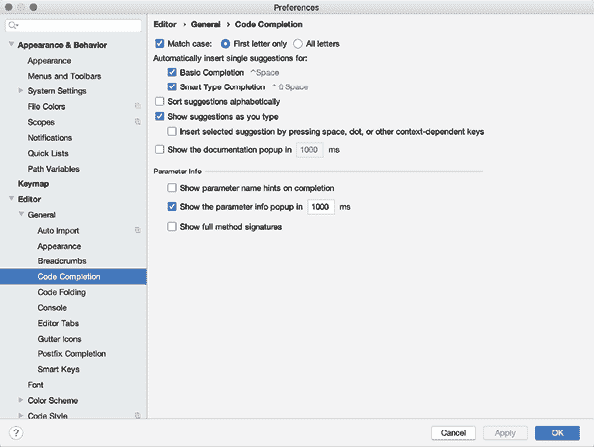 Preferences
Appearance & Behavior
Appearance
Menus and Toolbars
System Settings
File Colors
Scopes
Notifications
Quick Lists
Path Variables
Keymap
Editor
General
Auto Import
Appearance
Breadcrumbs
Code Completion
Code Folding
Console
Editor Tabs
Gutter Icons
Postfix Completion
Smart Keys
Font
Color Scheme
Code Style
Editor › General › Code Completion
Match case: First letter only All letters
Automatically insert single suggestions for:
Basic Completion ^Space
Smart Type Completion ^⇧Space
Sort suggestions alphabetically
Show suggestions as you type
Insert selected suggestion by pressing space, dot, or other context-dependent keys
Show the documentation popup in 1000 ms
Parameter Info
Show parameter name hints on completion
Show the parameter info popup in 1000 ms
Show full method signatures
? Cancel Apply OK